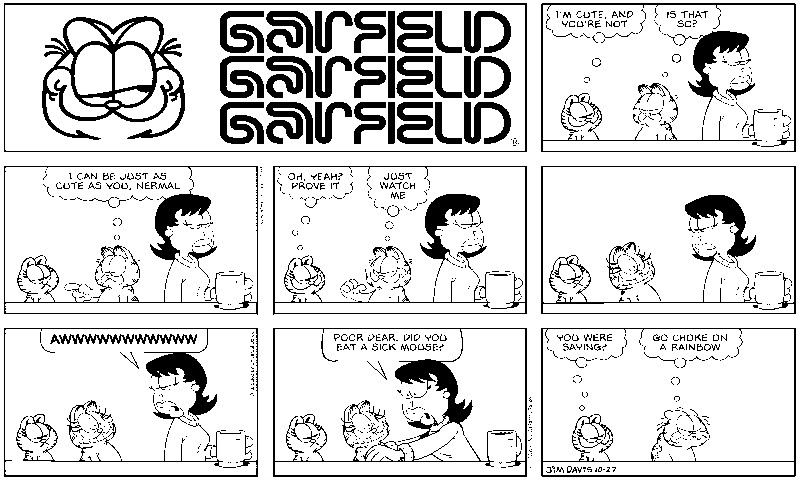 GARFIELD
GARFIELD
GARFIELD
I'M CUTE, AND
YOU'RE NOT
IS THAT
SO?
I CAN BE JUST AS
CUTE AS YOU, NERMAL
OH, YEAH?
PROVE IT
JUST
WATCH
ME
AWWWWWWWWWWWW
POOR DEAR. DID YOU
EAT A SICK MOUSE?
YOU WERE
SAYING?
GO CHOKE ON
A RAINBOW
JIM DAVIS 10-27